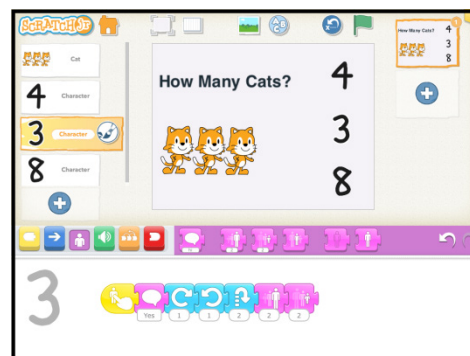 SCRATCHJR
Cat
4 Character
3 Character
8 Character
How Many Cats?
4
3
8
How Many Cats?
4
3
8
3
Yes 1 1 2 2 2